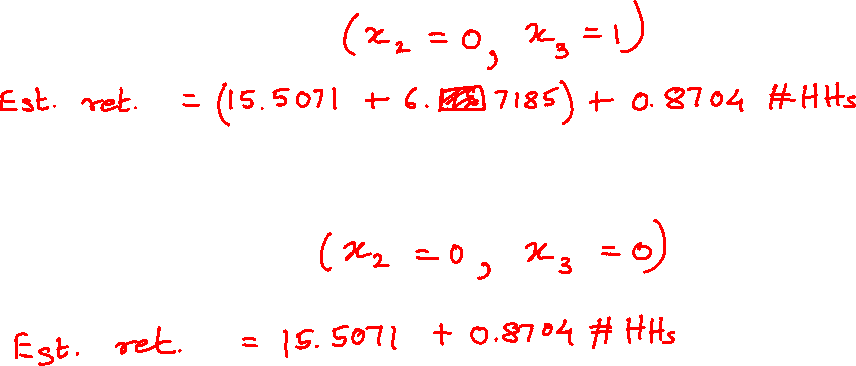 (x₂ = 0, x₃ = 1)
Est. ret. = (15.5071 + 6.7185) + 0.8704 #HHs
(x₂ = 0, x₃ = 0)
Est. ret. = 15.5071 + 0.8704 # HHs